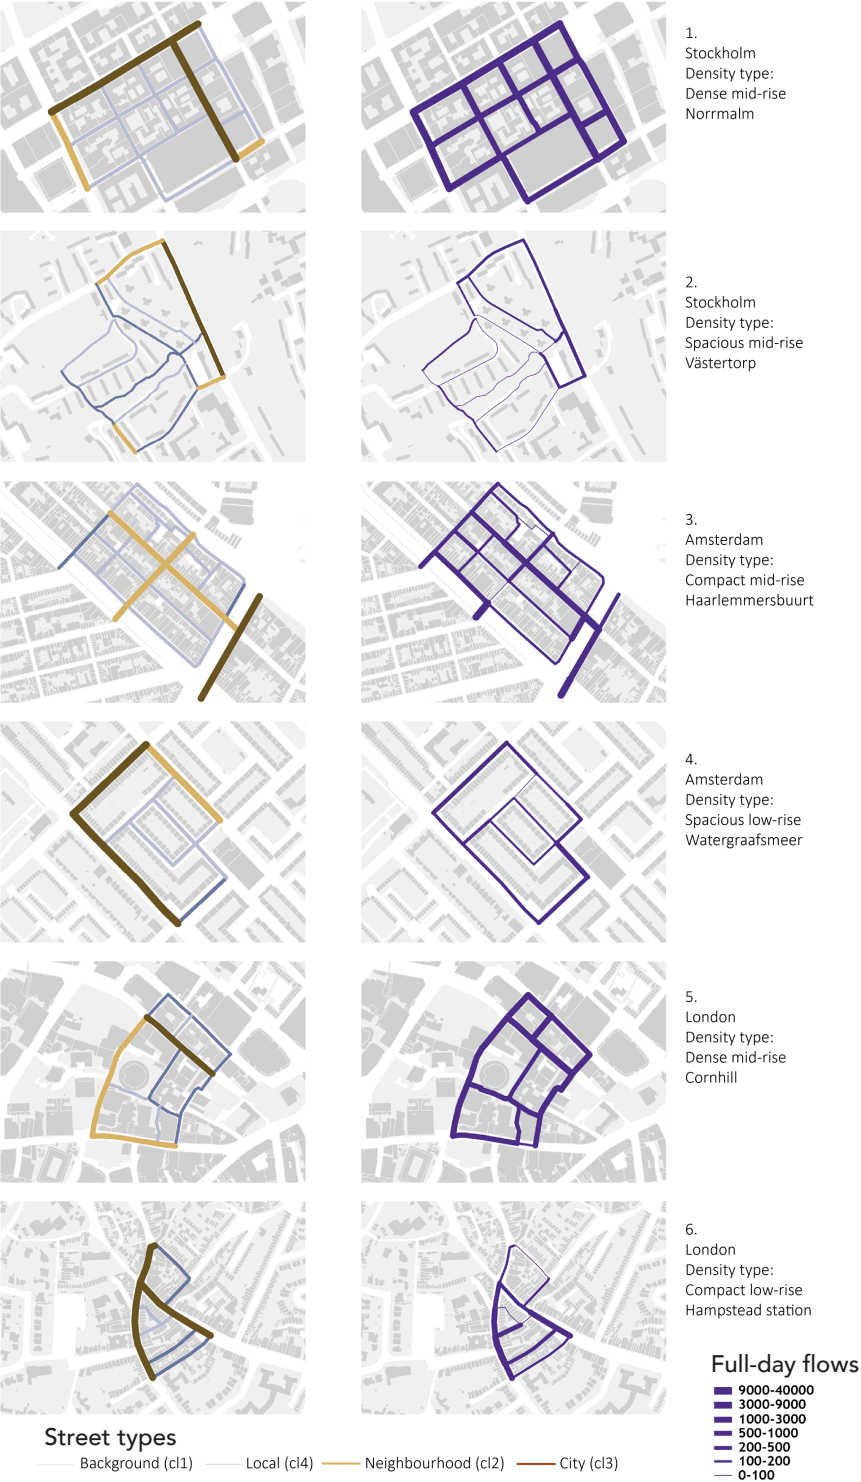 1.
Stockholm
Density type:
Dense mid-rise
Norrmalm
2.
Stockholm
Density type:
Spacious mid-rise
Västertorp
3.
Amsterdam
Density type:
Compact mid-rise
Haarlemmersbuurt
4.
Amsterdam
Density type:
Spacious low-rise
Watergraafsmeer
5.
London
Density type:
Dense mid-rise
Cornhill
6.
London
Density type:
Compact low-rise
Hampstead station
Full-day flows
9000-40000
3000-9000
1000-3000
500-1000
200-500
100-200
0-100
Street types
Background (cl1)
Local (cl4)
Neighbourhood (cl2)
City (cl3)